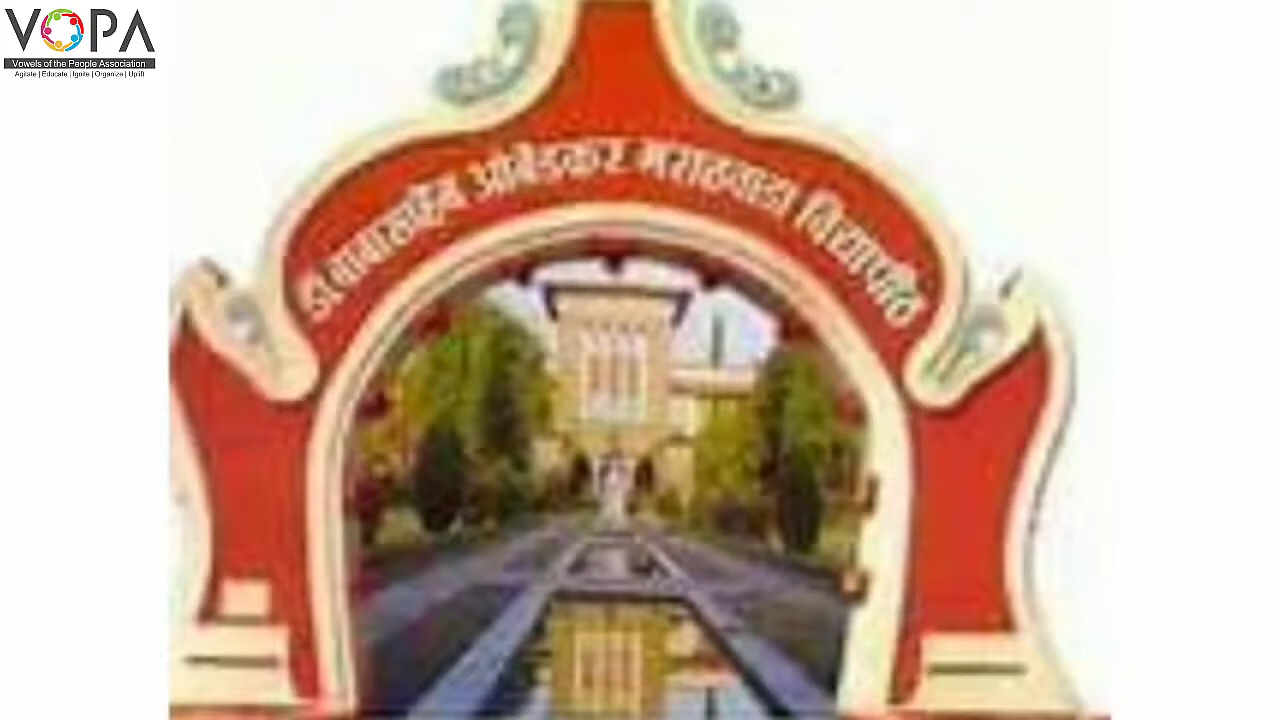 VOPA
Vowels of the People Association
Agitate | Educate | Ignite | Organize | Uplift
डॉ. बाबासाहेब आंबेडकर मराठवाडा विद्यापीठ